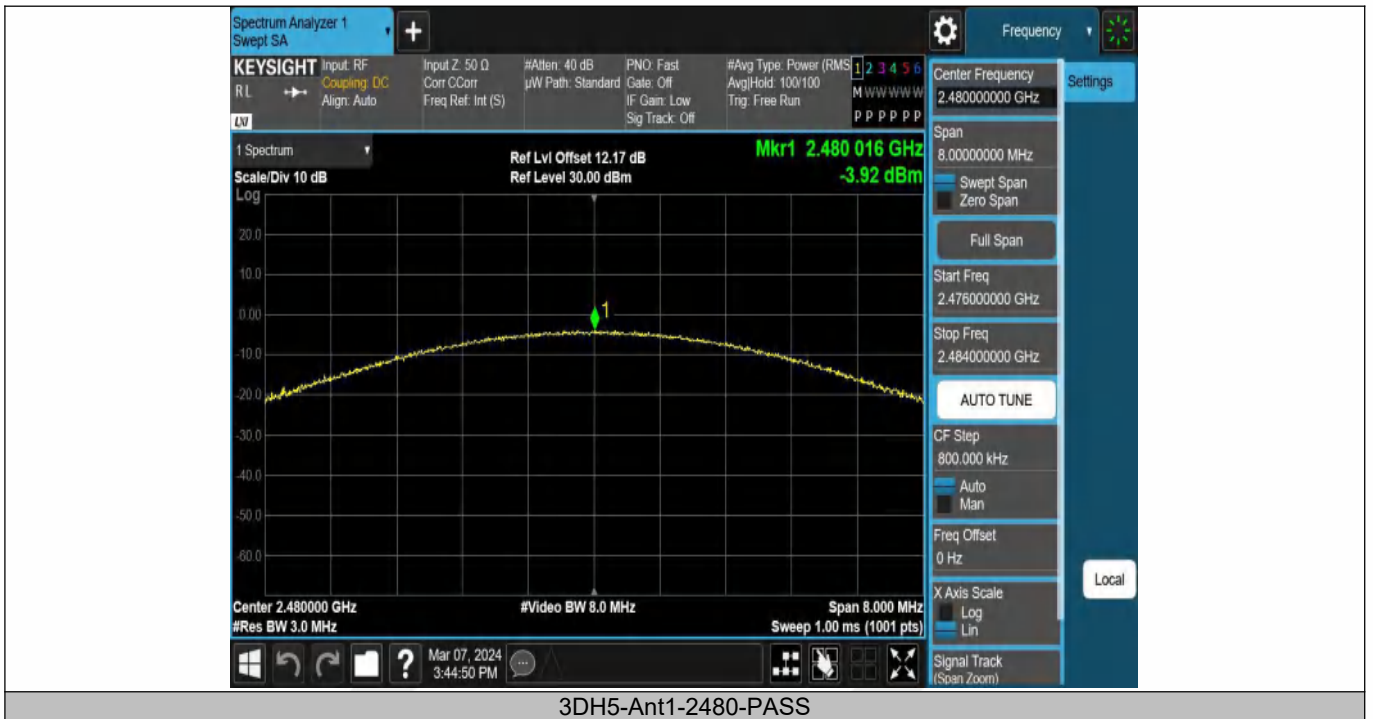 Spectrum Analyzer 1
Swept SA
+
Frequency
KEYSIGHT
RL
LXI
Input: RF
Coupling: DC
Align: Auto
Input Z: 50 Ω
Corr CCorr
Freq Ref: Int (S)
#Atten: 40 dB
µW Path: Standard
PNO: Fast
Gate: Off
IF Gain: Low
Sig Track: Off
#Avg Type: Power (RMS
Avg|Hold: 100/100
Trig: Free Run
1 2 3 4 5 6
M W W W W W
P P P P P P
1 Spectrum
Scale/Div 10 dB
Ref Lvl Offset 12.17 dB
Ref Level 30.00 dBm
Mkr1 2.480 016 GHz
-3.92 dBm
Log
20.0
10.0
0.00
-10.0
-20.0
-30.0
-40.0
-50.0
-60.0
1
Center 2.480000 GHz
#Res BW 3.0 MHz
#Video BW 8.0 MHz
Span 8.000 MHz
Sweep 1.00 ms (1001 pts)
Center Frequency
2.480000000 GHz
Settings
Span
8.00000000 MHz
Swept Span
Zero Span
Full Span
Start Freq
2.476000000 GHz
Stop Freq
2.484000000 GHz
AUTO TUNE
CF Step
800.000 kHz
Auto
Man
Freq Offset
0 Hz
X Axis Scale
Log
Lin
Local
Signal Track
(Span Zoom)
?
Mar 07, 2024
3:44:50 PM
3DH5-Ant1-2480-PASS